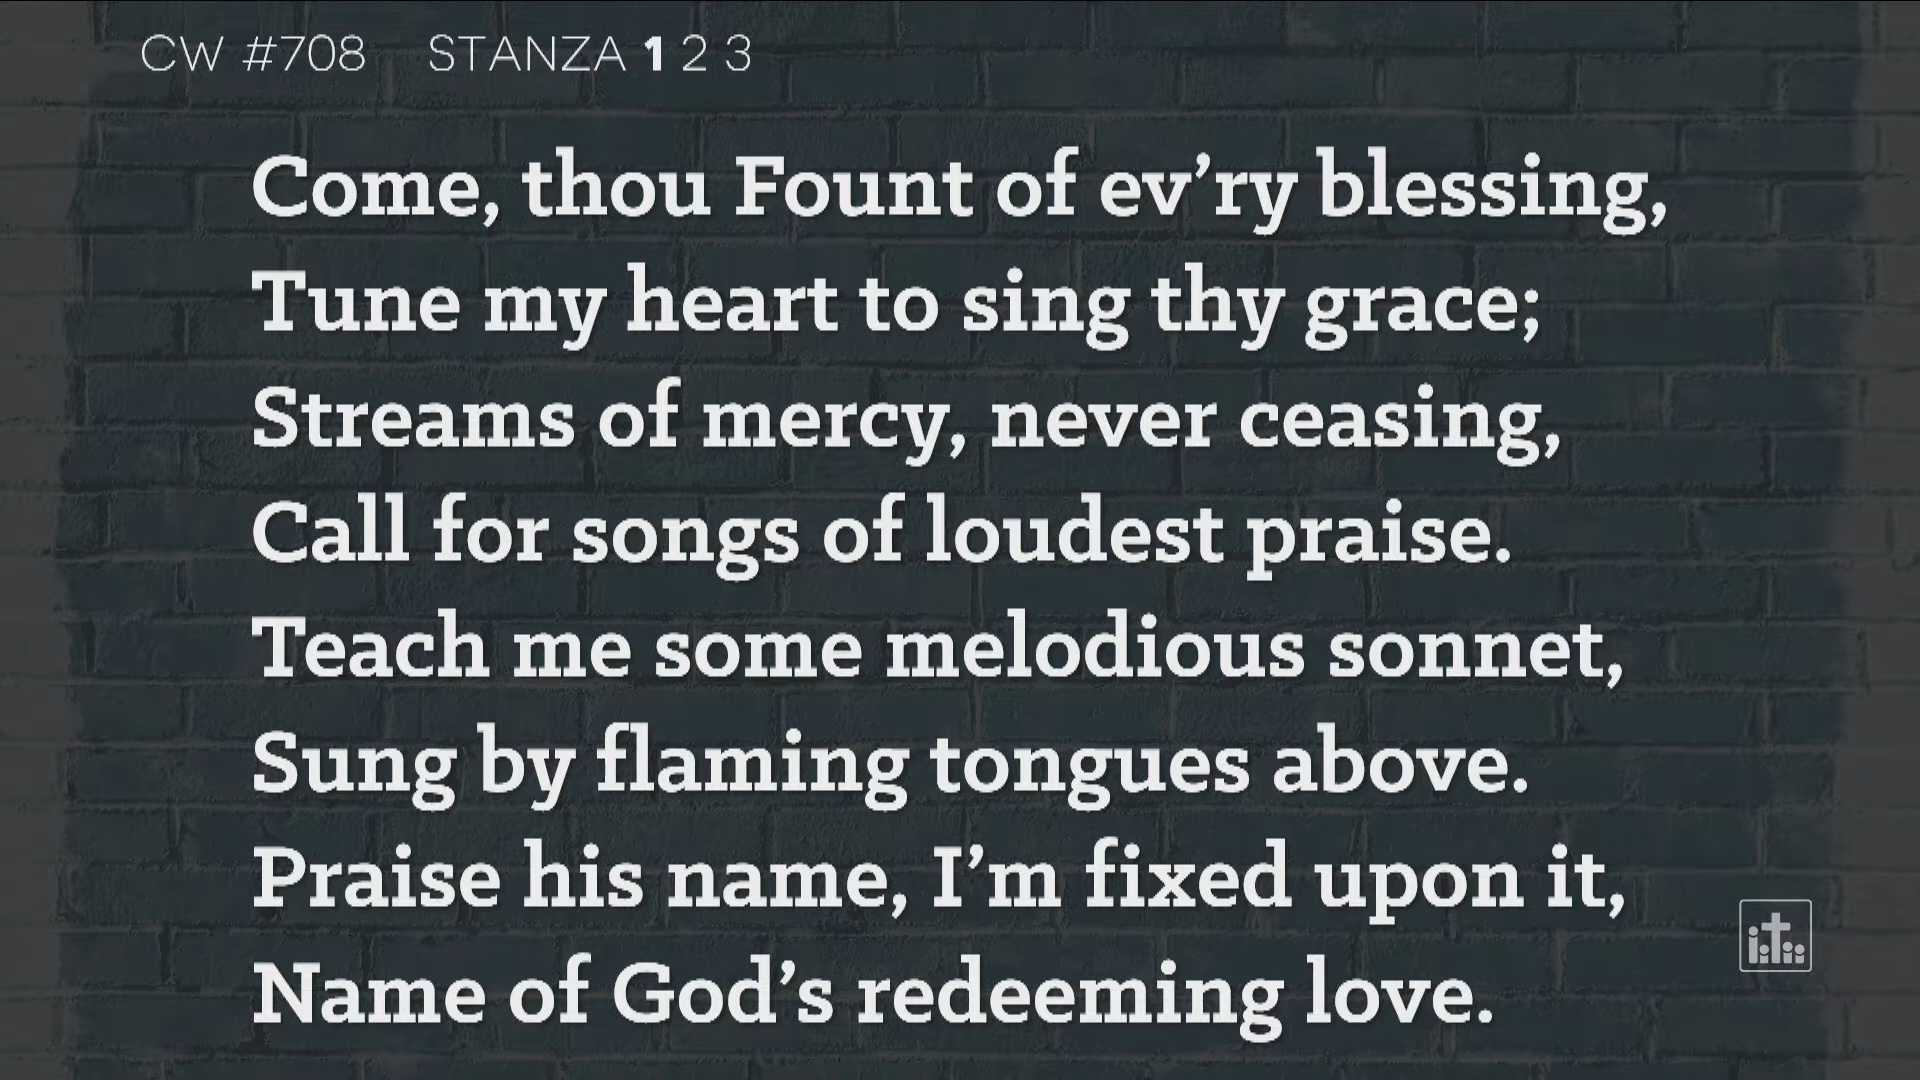 CW #708 STANZA 1 2 3
Come, thou Fount of ev’ry blessing,
Tune my heart to sing thy grace;
Streams of mercy, never ceasing,
Call for songs of loudest praise.
Teach me some melodious sonnet,
Sung by flaming tongues above.
Praise his name, I’m fixed upon it,
Name of God’s redeeming love.